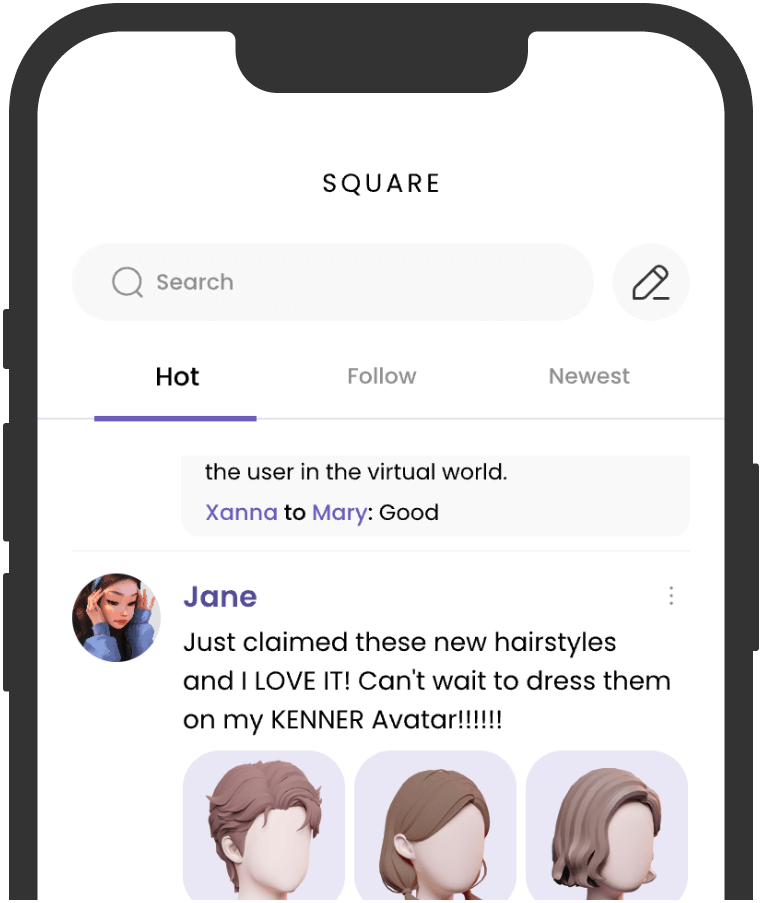 SQUARE
Search
Hot
Follow
Newest
the user in the virtual world.
Xanna to Mary: Good
Jane
Just claimed these new hairstyles
and I LOVE IT! Can't wait to dress them
on my KENNER Avatar!!!!!!